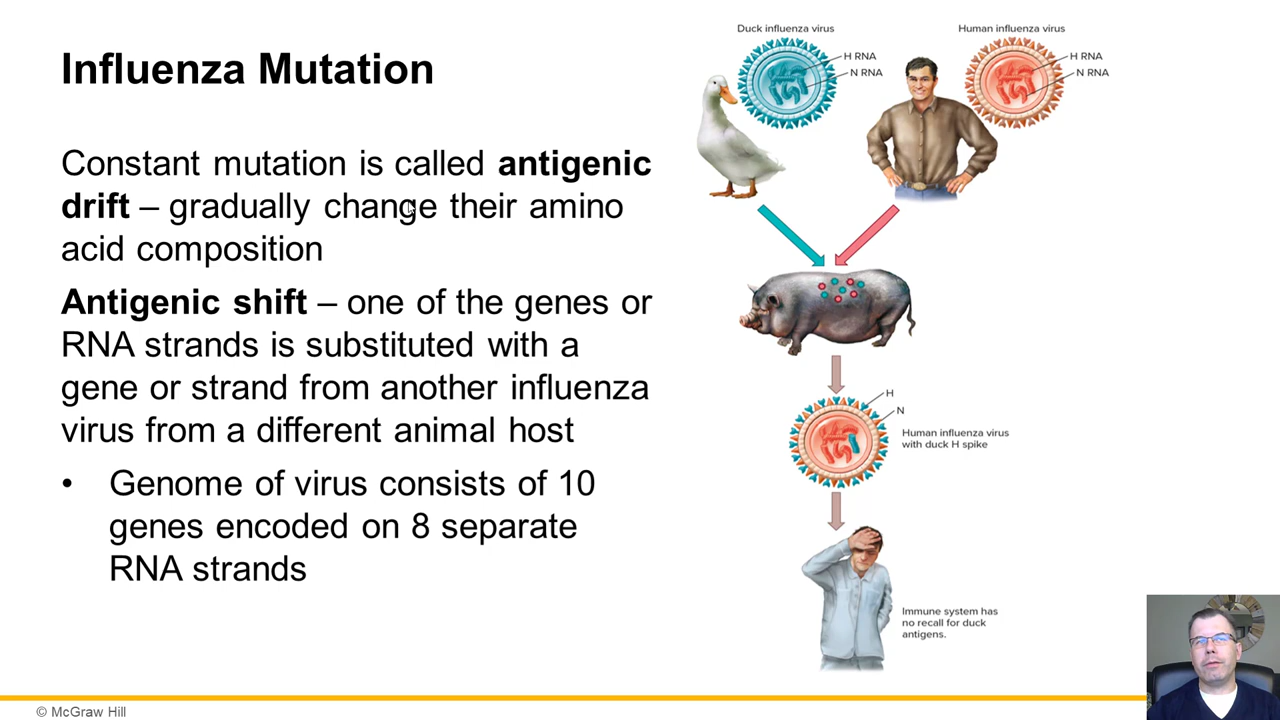 Influenza Mutation
Constant mutation is called antigenic
drift – gradually change their amino
acid composition
Antigenic shift – one of the genes or
RNA strands is substituted with a
gene or strand from another influenza
virus from a different animal host
• Genome of virus consists of 10
genes encoded on 8 separate
RNA strands
Duck influenza virus
H RNA
N RNA
Human influenza virus
H RNA
N RNA
H
N
Human influenza virus
with duck H spike
Immune system has
no recall for duck
antigens.
© McGraw Hill